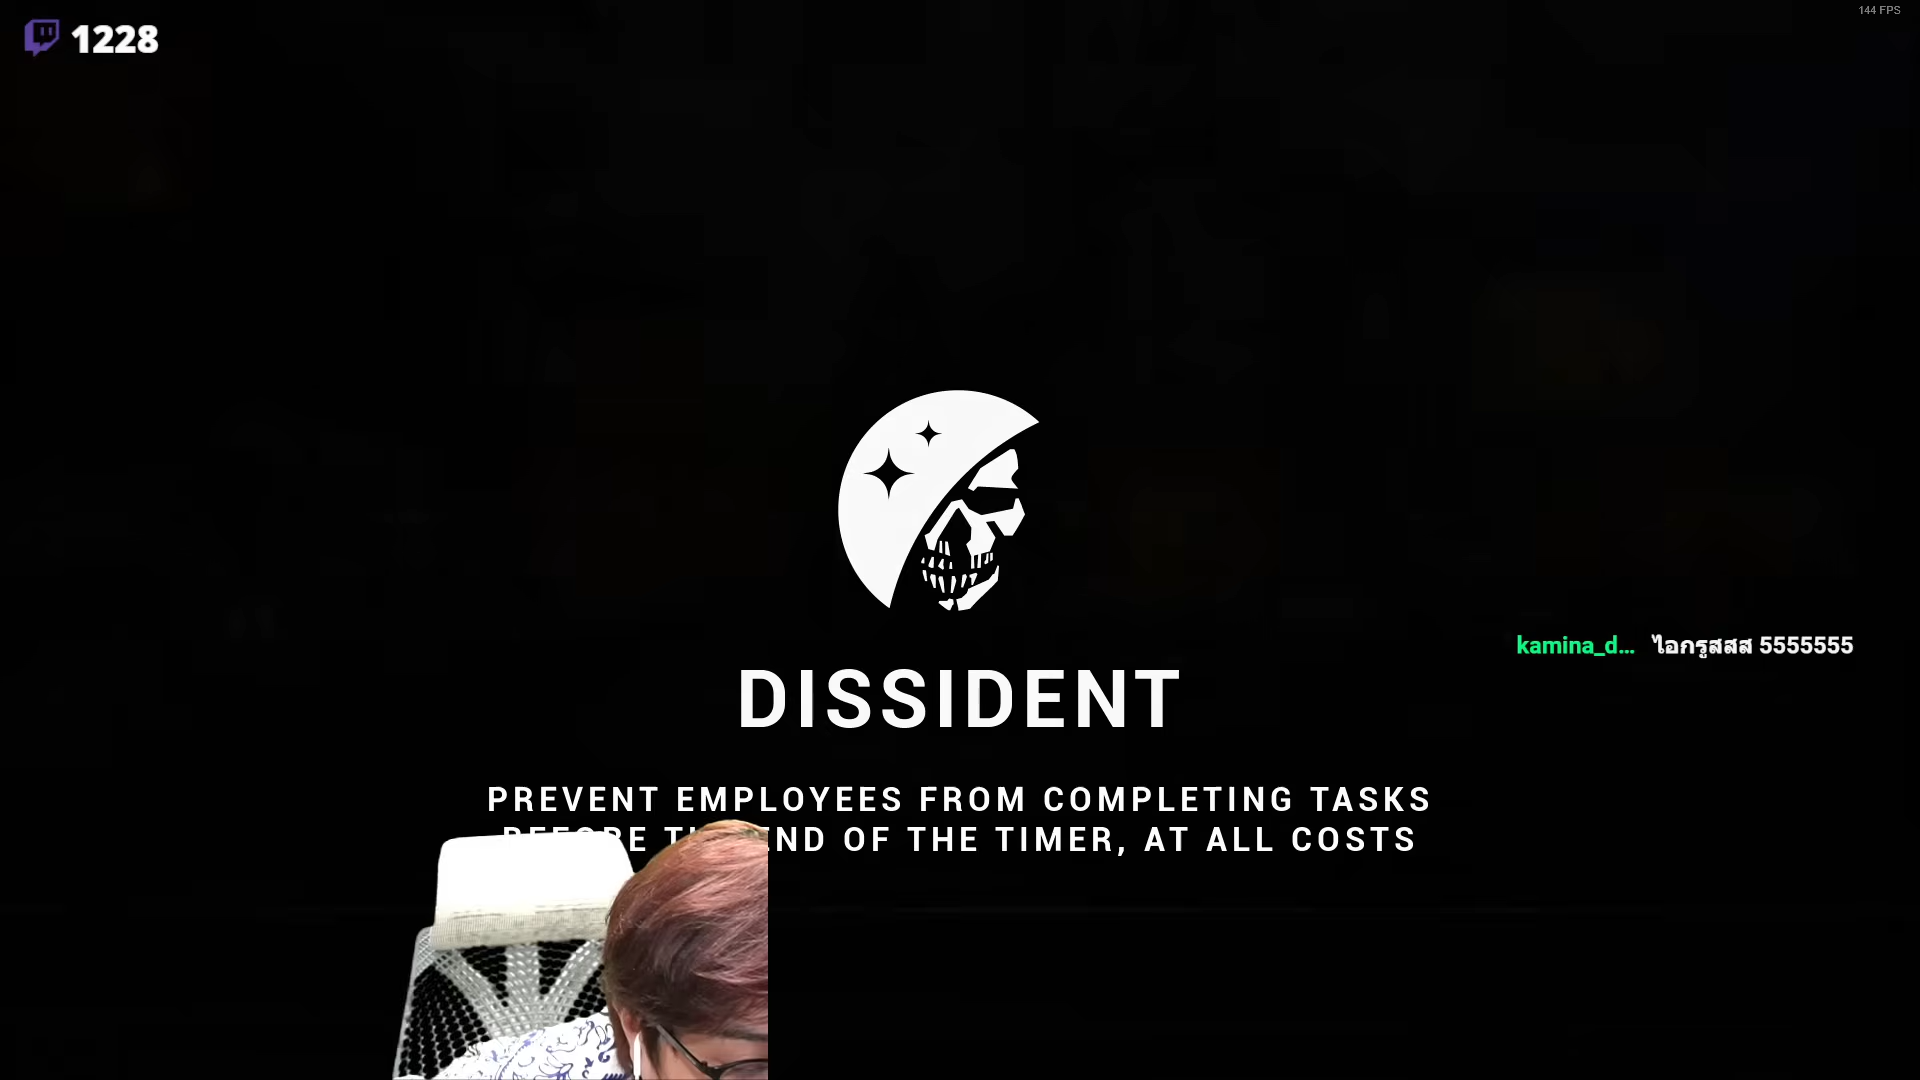 144 FPS
1228
kamina_d... ไอกรูสสส 5555555
DISSIDENT
PREVENT EMPLOYEES FROM COMPLETING TASKS
END OF THE TIMER, AT ALL COSTS